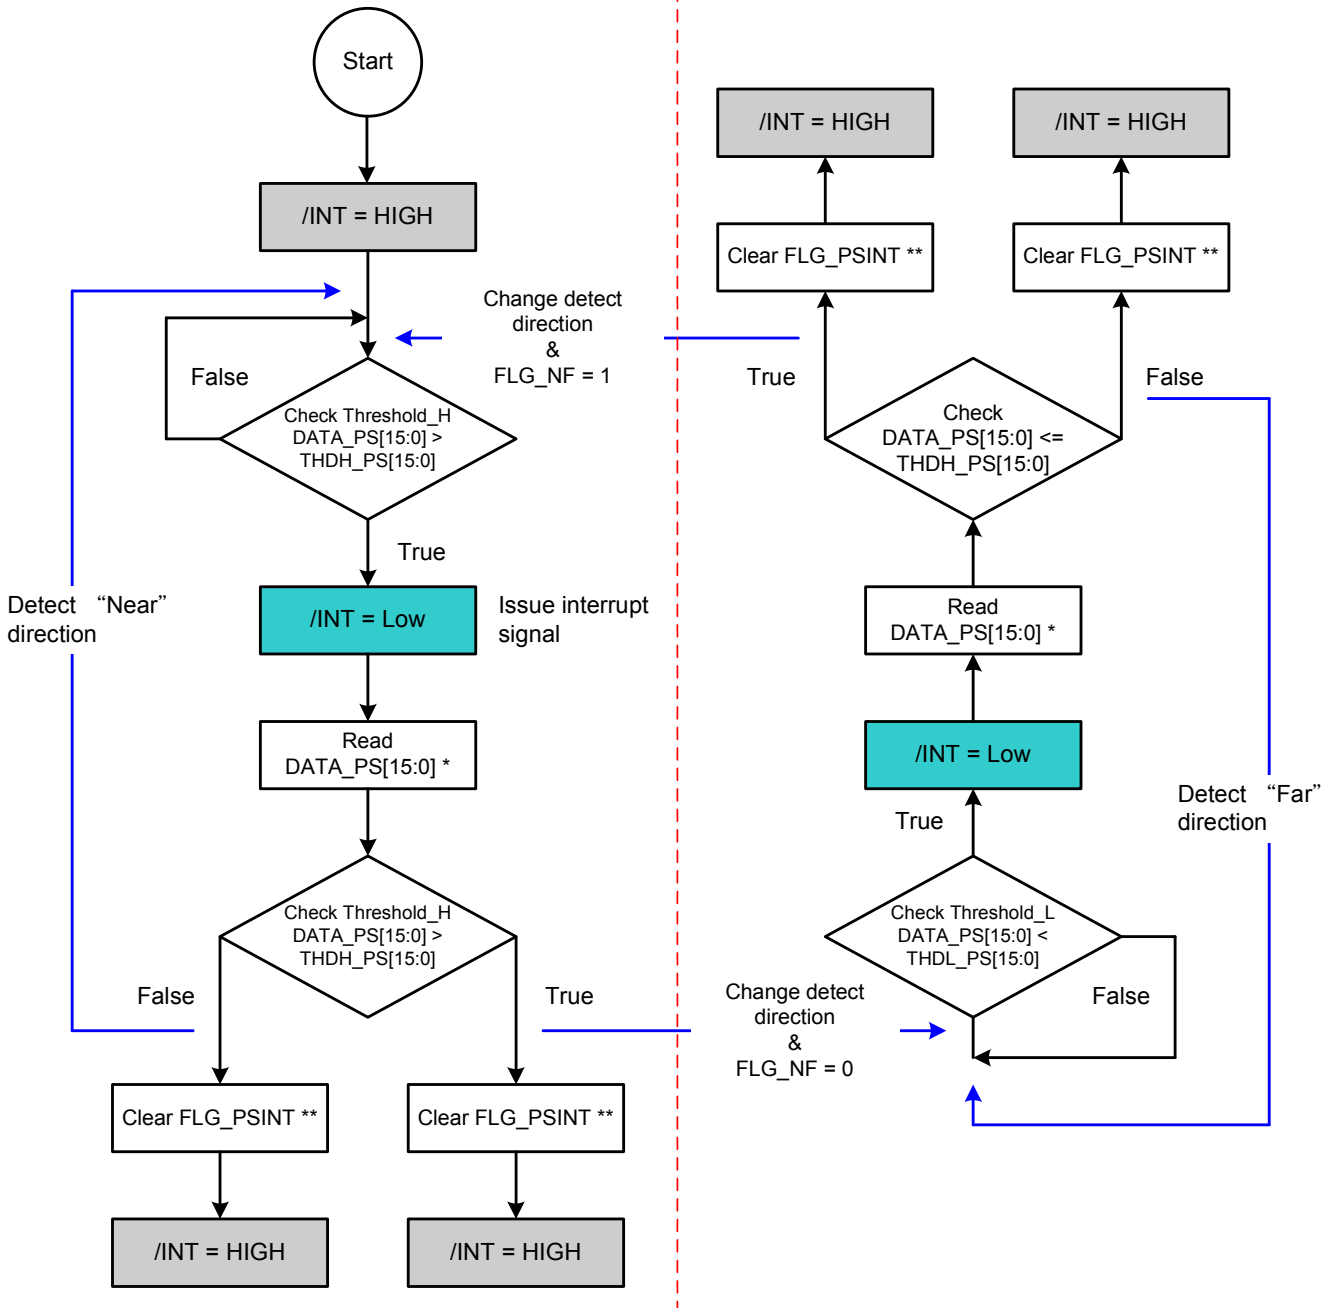 Start
/INT = HIGH
Change detect
direction
&
FLG_NF = 1
False
Check Threshold_H
DATA_PS[15:0] >
THDH_PS[15:0]
True
Detect “Near”
direction
/INT = Low
Issue interrupt
signal
Read
DATA_PS[15:0] *
Check Threshold_H
DATA_PS[15:0] >
THDH_PS[15:0]
False
True
Clear FLG_PSINT **
Clear FLG_PSINT **
/INT = HIGH
/INT = HIGH
/INT = HIGH
/INT = HIGH
Clear FLG_PSINT **
Clear FLG_PSINT **
True
False
Check
DATA_PS[15:0] <=
THDH_PS[15:0]
Read
DATA_PS[15:0] *
/INT = Low
Detect “Far”
direction
True
Check Threshold_L
DATA_PS[15:0] <
THDL_PS[15:0]
False
Change detect
direction
&
FLG_NF = 0